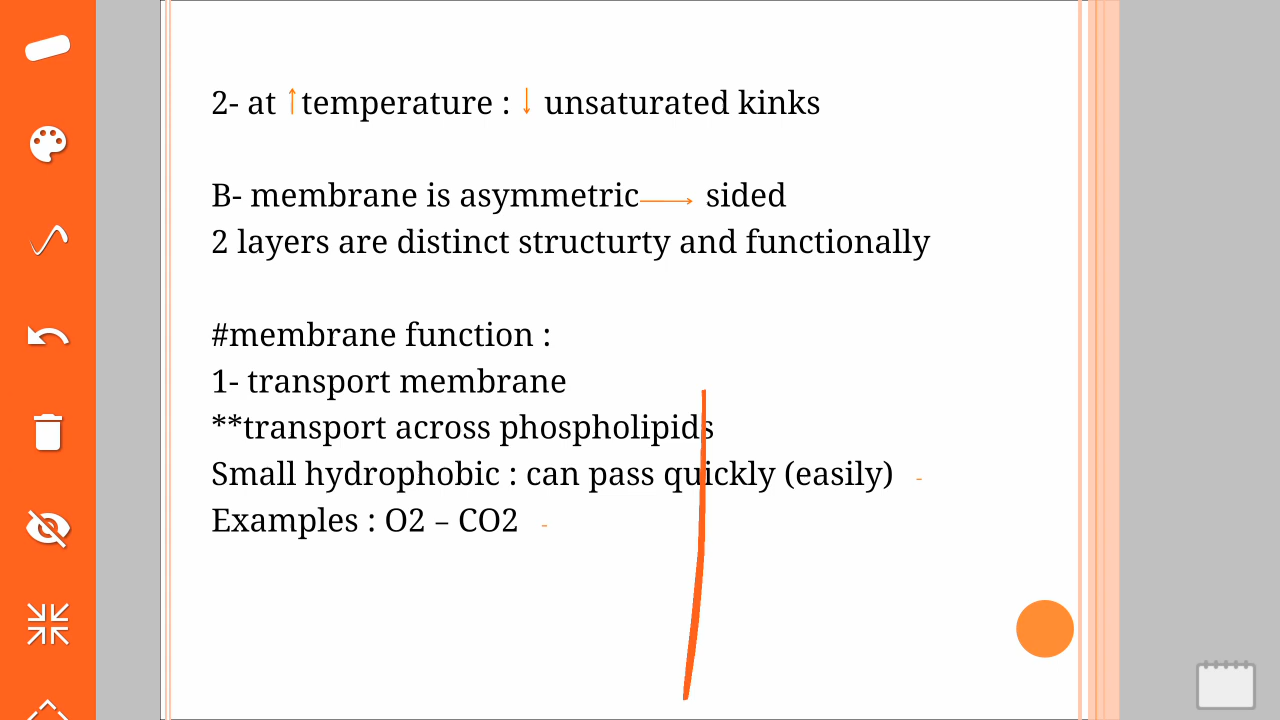 2- at ↑temperature : ↓ unsaturated kinks
B- membrane is asymmetric→ sided
2 layers are distinct structurty and functionally
#membrane function :
1- transport membrane
**transport across phospholipids
Small hydrophobic : can pass quickly (easily) -
Examples : O2 – CO2 -